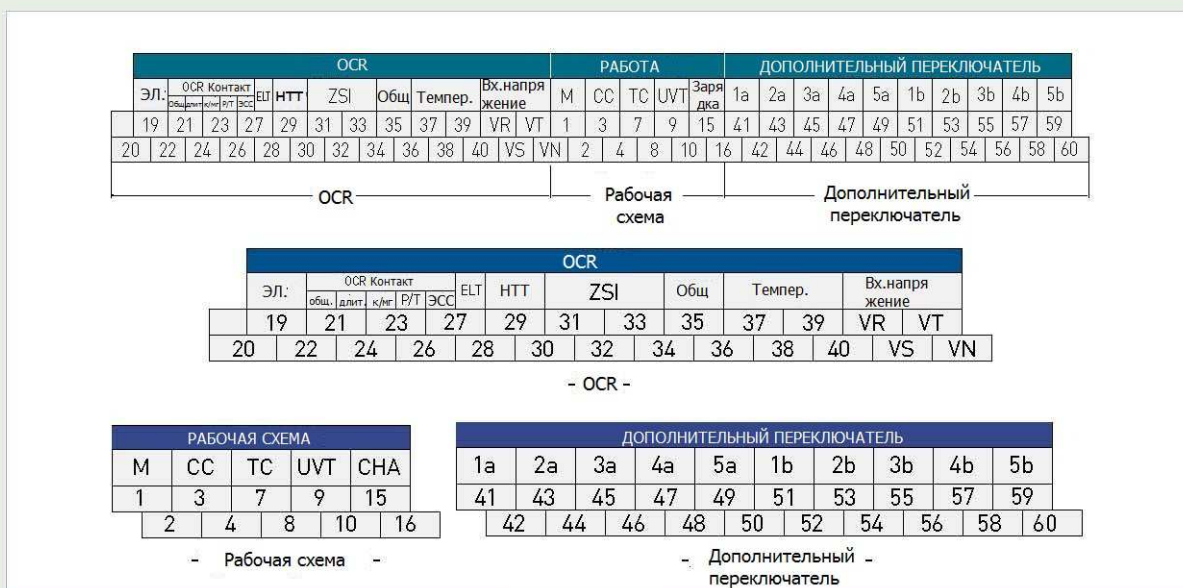 OCR РАБОТА ДОПОЛНИТЕЛЬНЫЙ ПЕРЕКЛЮЧАТЕЛЬ
ЭЛ.: OCR Контакт ELT HTT ZSI Общ Темпер. Вх.напря жение M CC TC UVT Заря дка 1a 2a 3a 4a 5a 1b 2b 3b 4b 5b
Общ длит к/мг P/T ЭСС
19 21 23 27 29 31 33 35 37 39 VR VT 1 3 7 9 15 41 43 45 47 49 51 53 55 57 59
20 22 24 26 28 30 32 34 36 38 40 VS VN 2 4 8 10 16 42 44 46 48 50 52 54 56 58 60
OCR Рабочая схема Дополнительный переключатель
OCR
ЭЛ.: OCR Контакт ELT HTT ZSI Общ Темпер. Вх.напря жение
общ. длит. к/мг P/T ЭСС
19 21 23 27 29 31 33 35 37 39 VR VT
20 22 24 26 28 30 32 34 36 38 40 VS VN
- OCR -
РАБОЧАЯ СХЕМА
M CC TC UVT CHA
1 3 7 9 15
2 4 8 10 16
- Рабочая схема -
ДОПОЛНИТЕЛЬНЫЙ ПЕРЕКЛЮЧАТЕЛЬ
1a 2a 3a 4a 5a 1b 2b 3b 4b 5b
41 43 45 47 49 51 53 55 57 59
42 44 46 48 50 52 54 56 58 60
- Дополнительный -
переключатель